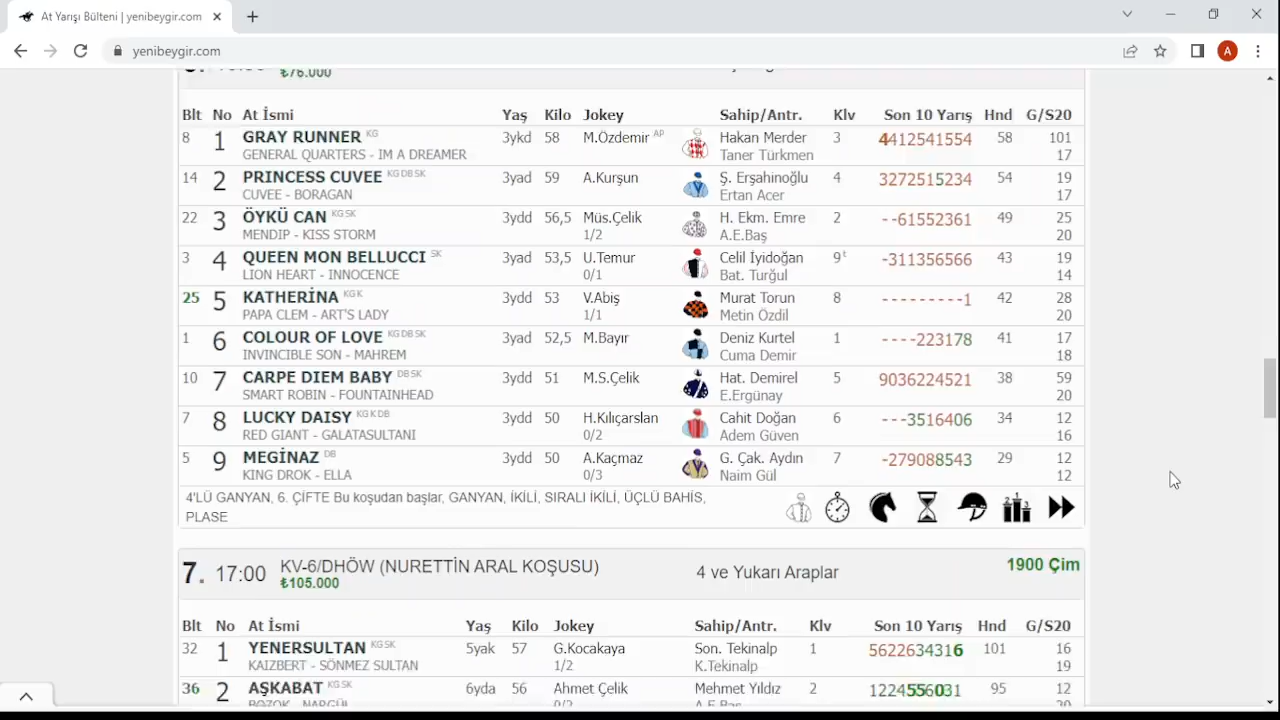 At Yarışı Bülteni | yenibeygir.com
yenibeygir.com
A
₺76.000
Blt No At İsmi Yaş Kilo Jokey Sahip/Antr. Klv Son 10 Yarış Hnd G/S20
8 1 GRAY RUNNER KG 3ykd 58 M.Özdemir AP Hakan Merder 3 4412541554 58 101
GENERAL QUARTERS - IM A DREAMER Taner Türkmen 17
14 2 PRINCESS CUVEE KG DB SK 3yad 59 A.Kurşun Ş. Erşahinoğlu 4 3272515234 54 19
CUVEE - BORAGAN Ertan Acer 17
22 3 ÖYKÜ CAN KG SK 3ydd 56,5 Müs.Çelik H. Ekm. Emre 2 --61552361 49 25
MENDIP - KISS STORM 1/2 A.E.Baş 20
3 4 QUEEN MON BELLUCCI SK 3yad 53,5 U.Temur Celil İyidoğan 9t -311356566 43 19
LION HEART - INNOCENCE 0/1 Bat. Turğul 14
25 5 KATHERİNA KG K 3ydd 53 V.Abiş Murat Torun 8 ---------1 42 28
PAPA CLEM - ART'S LADY 1/1 Metin Özdil 20
1 6 COLOUR OF LOVE KG DB SK 3yad 52,5 M.Bayır Deniz Kurtel 1 ----223178 41 17
INVINCIBLE SON - MAHREM Cuma Demir 18
10 7 CARPE DIEM BABY DB SK 3ydd 51 M.S.Çelik Hat. Demirel 5 9036224521 38 59
SMART ROBIN - FOUNTAINHEAD E.Ergünay 20
7 8 LUCKY DAISY KG K DB 3ydd 50 H.Kılıçarslan Cahit Doğan 6 ---3516406 34 12
RED GIANT - GALATASULTANI 0/2 Adem Güven 16
5 9 MEGİNAZ DB 3ydd 50 A.Kaçmaz G. Çak. Aydın 7 -279088543 29 12
KING DROK - ELLA 0/3 Naim Gül 12
4'LÜ GANYAN, 6. ÇİFTE Bu koşudan başlar, GANYAN, İKİLİ, SIRALI İKİLİ, ÜÇLÜ BAHİS,
PLASE
7. 17:00 KV-6/DHÖW (NURETTİN ARAL KOŞUSU) 4 ve Yukarı Araplar 1900 Çim
₺105.000
Blt No At İsmi Yaş Kilo Jokey Sahip/Antr. Klv Son 10 Yarış Hnd G/S20
32 1 YENERSULTAN KG SK 5yak 57 G.Kocakaya Son. Tekinalp 1 5622634316 101 16
KAIZBERT - SÖNMEZ SULTAN 1/2 K.Tekinalp 19
36 2 AŞKABAT KG SK 6yda 56 Ahmet Çelik Mehmet Yıldız 2 1224556031 95 12
BOZOK - NARGÜL 0/2 A.E.Baş 20